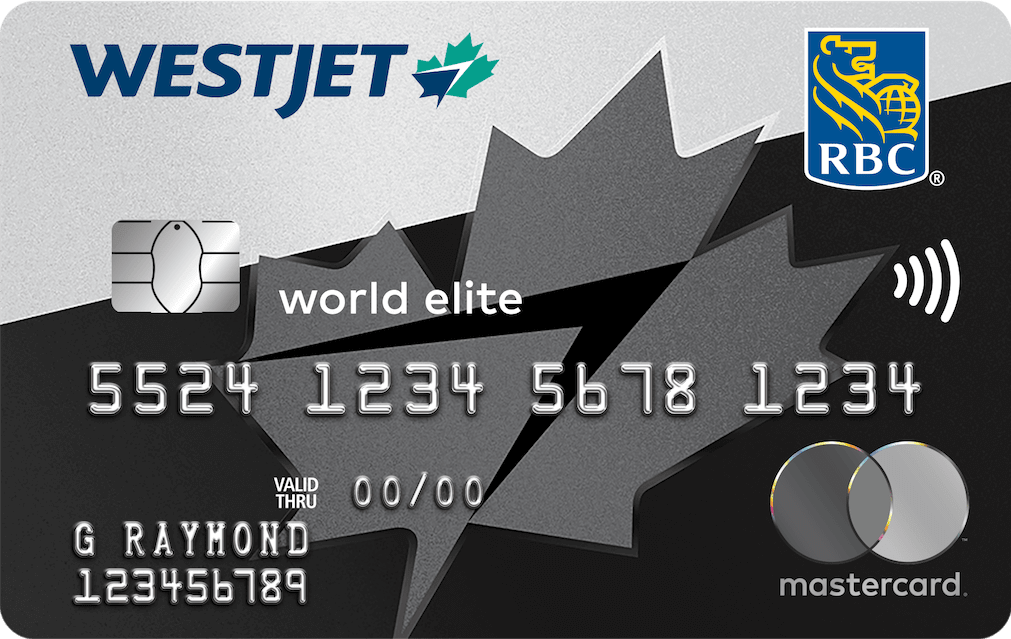 WESTJET
RBC®
world elite
5524 1234 5678 1234
VALID THRU 00/00
G RAYMOND
123456789
mastercard.